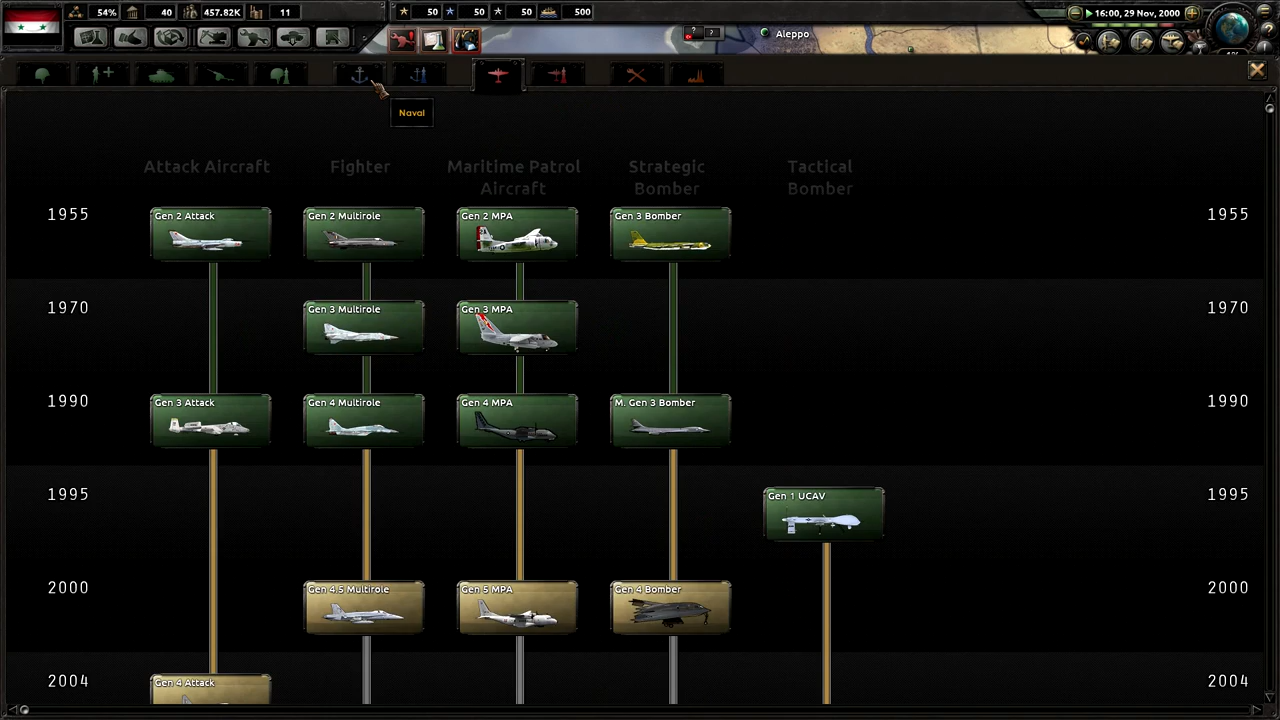 54% 40 457.82K 11 50 50 50 500 16:00, 29 Nov, 2000
? ? Aleppo
Naval
Attack Aircraft Fighter Maritime Patrol Aircraft Strategic Bomber Tactical Bomber
1955 Gen 2 Attack Gen 2 Multirole Gen 2 MPA Gen 3 Bomber 1955
1970 Gen 3 Multirole Gen 3 MPA 1970
1990 Gen 3 Attack Gen 4 Multirole Gen 4 MPA M. Gen 3 Bomber 1990
1995 Gen 1 UCAV 1995
2000 Gen 4.5 Multirole Gen 5 MPA Gen 4 Bomber 2000
2004 Gen 4 Attack 2004